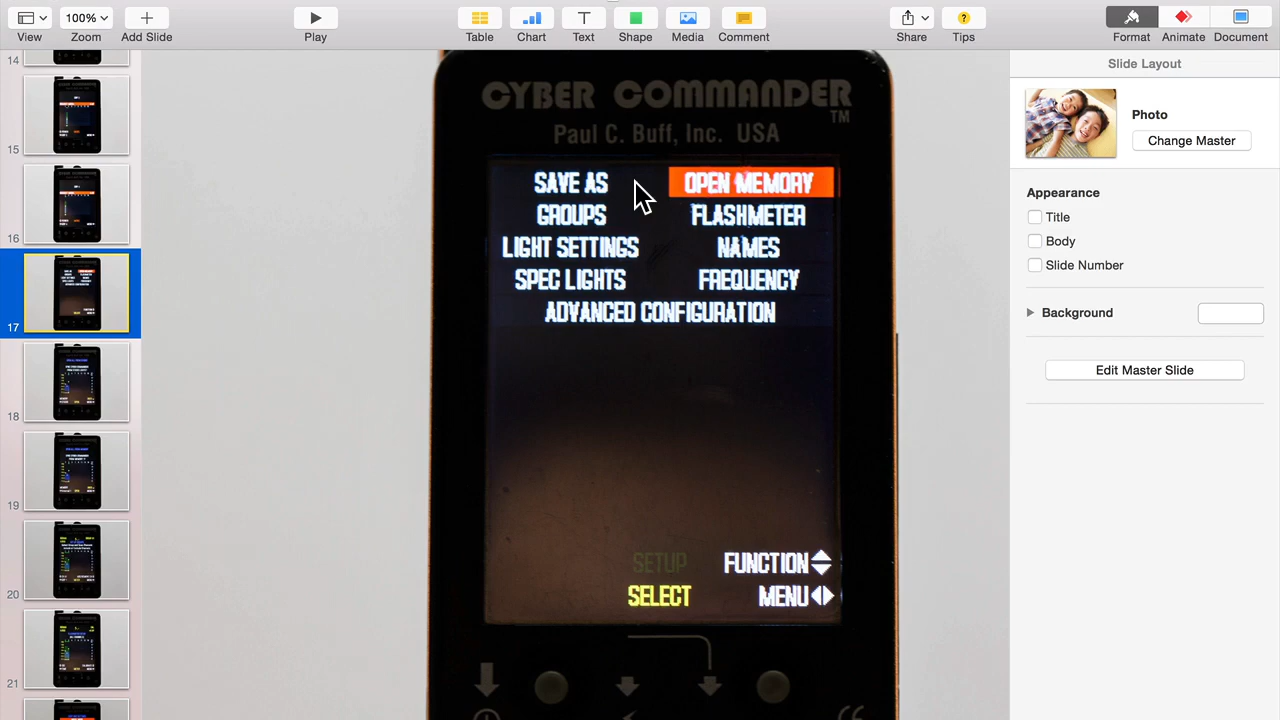 View
100%
Zoom
Add Slide
Play
Table
Chart
Text
Shape
Media
Comment
Share
Tips
Format
Animate
Document
14
15
16
17
18
19
20
21
CYBER COMMANDER
TM
Paul C. Buff, Inc. USA
SAVE AS OPEN MEMORY
GROUPS FLASHMETER
LIGHT SETTINGS NAMES
SPEC LIGHTS FREQUENCY
ADVANCED CONFIGURATION
SETUP FUNCTION
SELECT MENU
Slide Layout
Photo
Change Master
Appearance
Title
Body
Slide Number
Background
Edit Master Slide